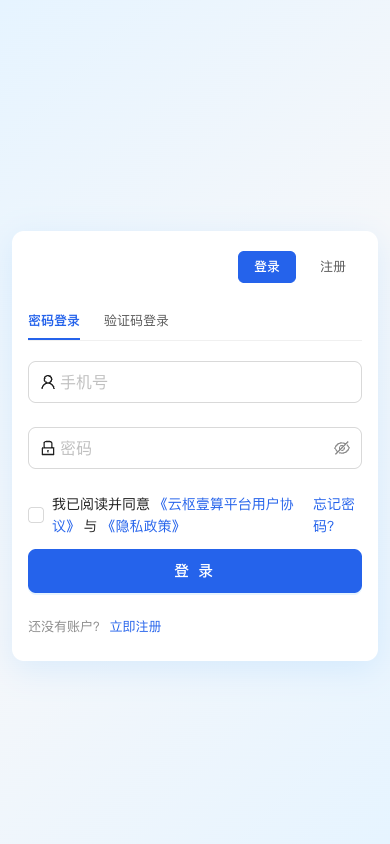 登录 注册
密码登录 验证码登录
手机号
密码
我已阅读并同意 《云枢壹算平台用户协 忘记密
议》 与 《隐私政策》 码?
登 录
还没有账户? 立即注册